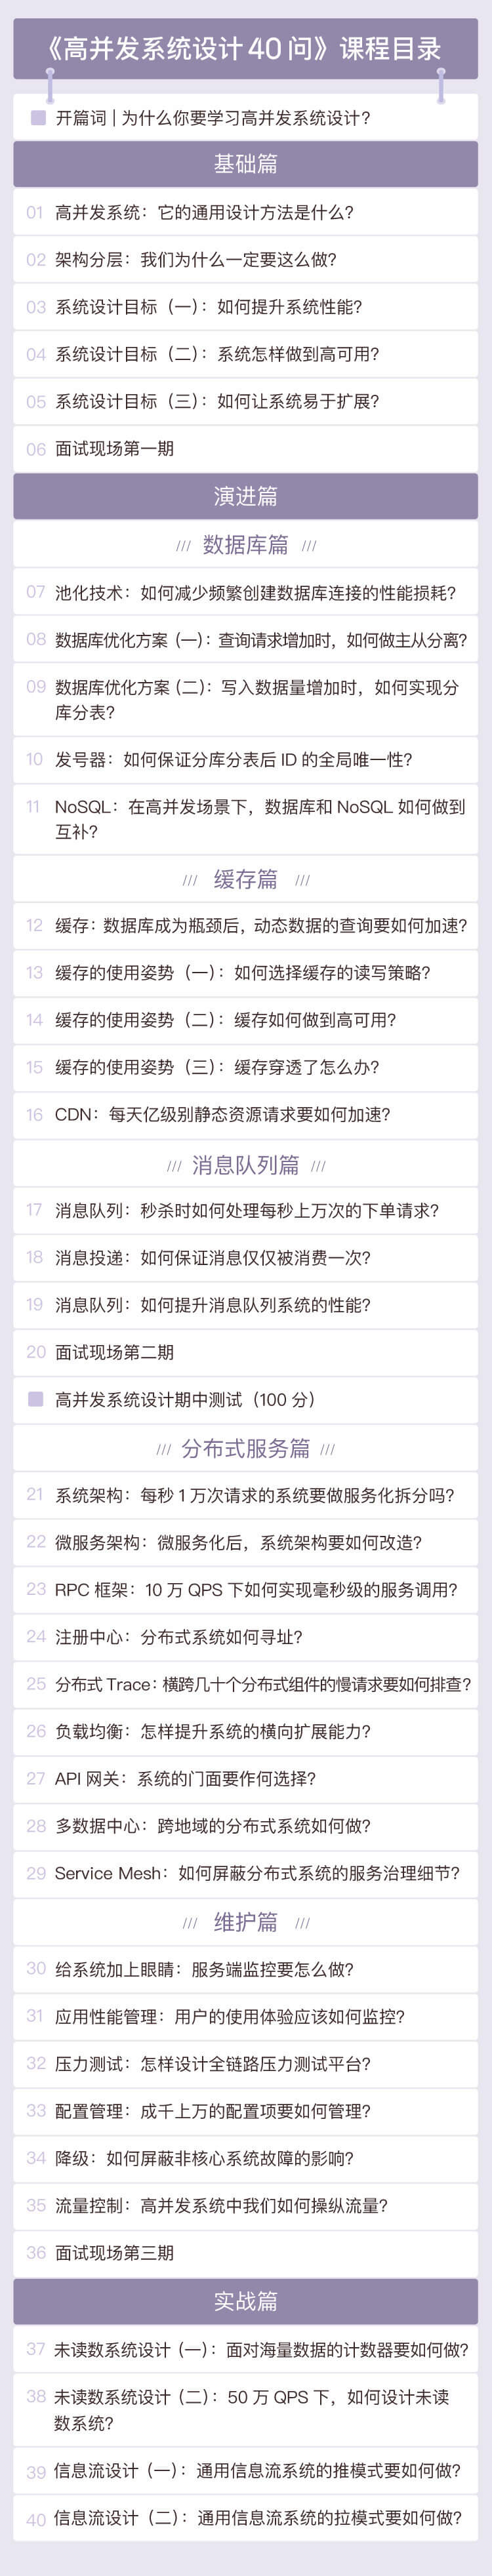 《高并发系统设计 40 问》课程目录
开篇词 | 为什么你要学习高并发系统设计?
基础篇
01 高并发系统：它的通用设计方法是什么?
02 架构分层：我们为什么一定要这么做?
03 系统设计目标（一）：如何提升系统性能?
04 系统设计目标（二）：系统怎样做到高可用?
05 系统设计目标（三）：如何让系统易于扩展?
06 面试现场第一期
演进篇
/// 数据库篇 ///
07 池化技术：如何减少频繁创建数据库连接的性能损耗?
08 数据库优化方案（一）：查询请求增加时，如何做主从分离?
09 数据库优化方案（二）：写入数据量增加时，如何实现分
库分表?
10 发号器：如何保证分库分表后 ID 的全局唯一性?
11 NoSQL：在高并发场景下，数据库和 NoSQL 如何做到
互补?
/// 缓存篇 ///
12 缓存：数据库成为瓶颈后，动态数据的查询要如何加速?
13 缓存的使用姿势（一）：如何选择缓存的读写策略?
14 缓存的使用姿势（二）：缓存如何做到高可用?
15 缓存的使用姿势（三）：缓存穿透了怎么办?
16 CDN：每天亿级别静态资源请求要如何加速?
/// 消息队列篇 ///
17 消息队列：秒杀时如何处理每秒上万次的下单请求?
18 消息投递：如何保证消息仅仅被消费一次?
19 消息队列：如何提升消息队列系统的性能?
20 面试现场第二期
高并发系统设计期中测试（100 分）
/// 分布式服务篇 ///
21 系统架构：每秒 1 万次请求的系统要做服务化拆分吗?
22 微服务架构：微服务化后，系统架构要如何改造?
23 RPC 框架：10 万 QPS 下如何实现毫秒级的服务调用?
24 注册中心：分布式系统如何寻址?
25 分布式 Trace：横跨几十个分布式组件的慢请求要如何排查?
26 负载均衡：怎样提升系统的横向扩展能力?
27 API 网关：系统的门面要作何选择?
28 多数据中心：跨地域的分布式系统如何做?
29 Service Mesh：如何屏蔽分布式系统的服务治理细节?
/// 维护篇 ///
30 给系统加上眼睛：服务端监控要怎么做?
31 应用性能管理：用户的使用体验应该如何监控?
32 压力测试：怎样设计全链路压力测试平台?
33 配置管理：成千上万的配置项要如何管理?
34 降级：如何屏蔽非核心系统故障的影响?
35 流量控制：高并发系统中我们如何操纵流量?
36 面试现场第三期
实战篇
37 未读数系统设计（一）：面对海量数据的计数器要如何做?
38 未读数系统设计（二）：50 万 QPS 下，如何设计未读
数系统?
39 信息流设计（一）：通用信息流系统的推模式要如何做?
40 信息流设计（二）：通用信息流系统的拉模式要如何做?